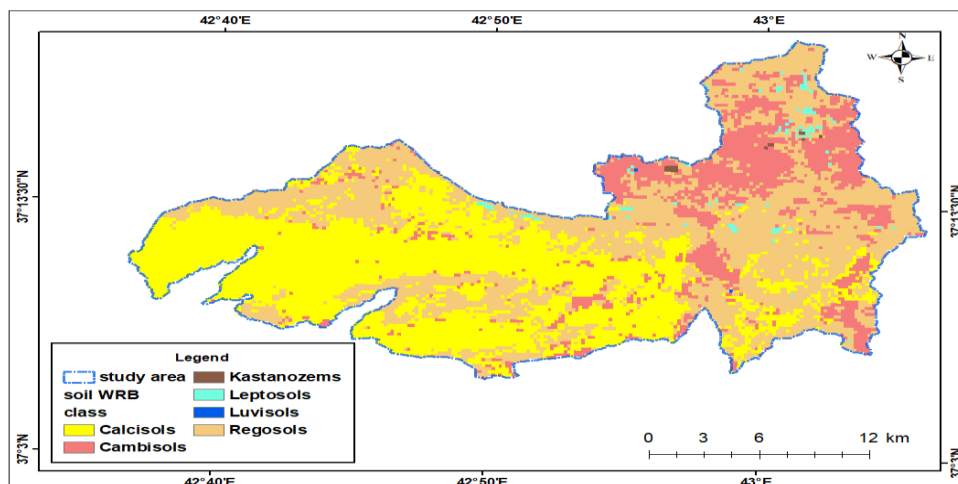 42°40'E 42°50'E 43°E
N
W E
S
37°13'30"N
37°13'30"N
Legend
study area
soil WRB
class
Calcisols
Cambisols
Kastanozems
Leptosols
Luvisols
Regosols
0 3 6 12 km
37°3'N
37°3'N
42°40'E 42°50'E 43°E